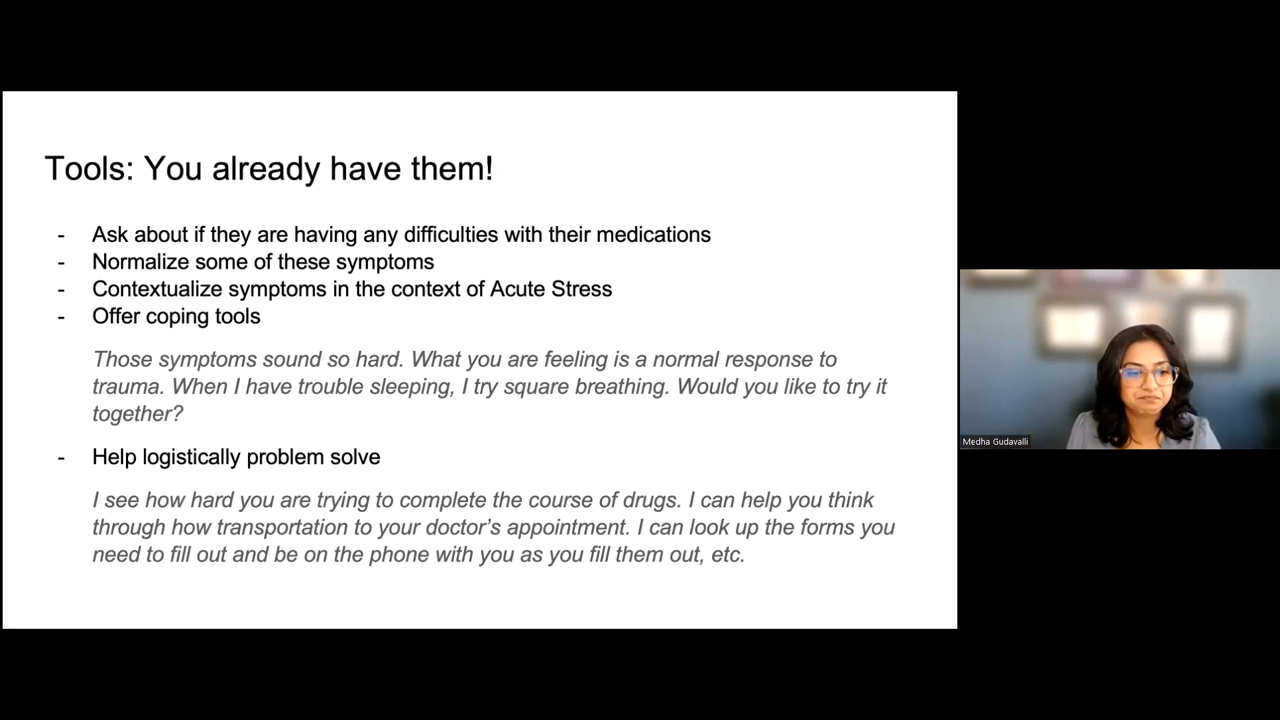 Tools: You already have them!
- Ask about if they are having any difficulties with their medications
- Normalize some of these symptoms
- Contextualize symptoms in the context of Acute Stress
- Offer coping tools
Those symptoms sound so hard. What you are feeling is a normal response to
trauma. When I have trouble sleeping, I try square breathing. Would you like to try it
together?
- Help logistically problem solve
I see how hard you are trying to complete the course of drugs. I can help you think
through how transportation to your doctor’s appointment. I can look up the forms you
need to fill out and be on the phone with you as you fill them out, etc.
Medha Gudavalli